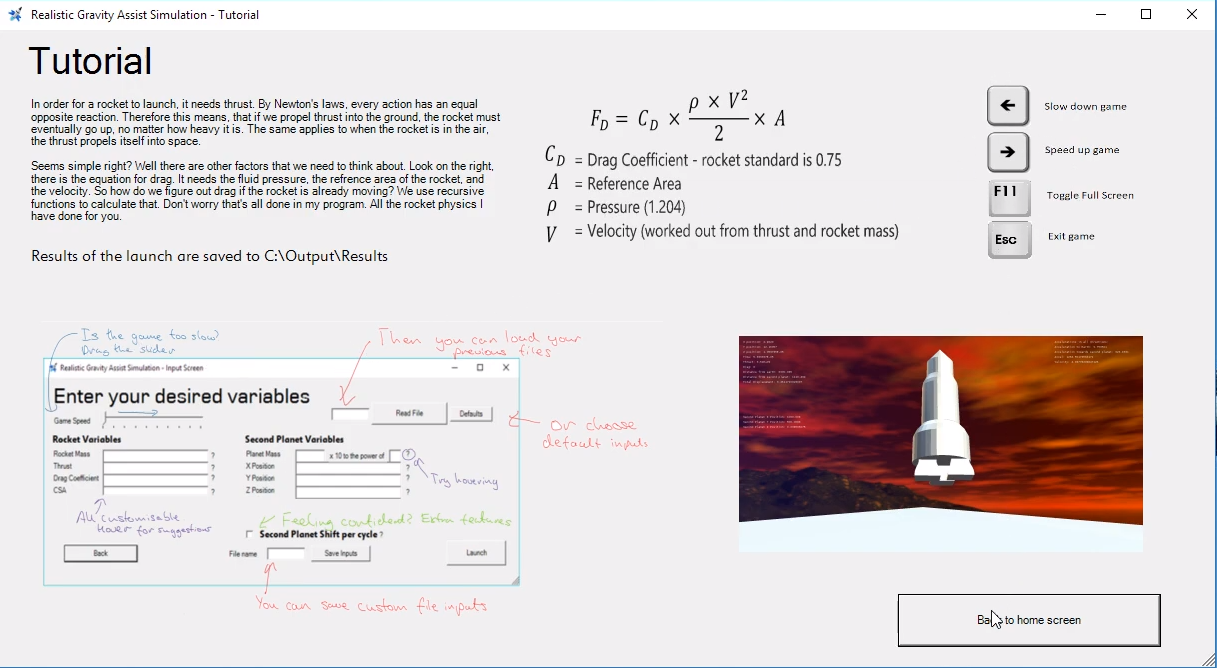 Realistic Gravity Assist Simulation - Tutorial
Tutorial
In order for a rocket to launch, it needs thrust. By Newton's laws, every action has an equal
opposite reaction. Therefore this means, that if we propel thrust into the ground, the rocket must
eventually go up, no matter how heavy it is. The same applies to when the rocket is in the air,
the thrust propels itself into space.
Seems simple right? Well there are other factors that we need to think about. Look on the right,
there is the equation for drag. It needs the fluid pressure, the refrence area of the rocket, and
the velocity. So how do we figure out drag if the rocket is already moving? We use recursive
functions to calculate that. Don't worry that's all done in my program. All the rocket physics I
have done for you.
Results of the launch are saved to C:\Output\Results
F_D = C_D × (ρ × V²)/2 × A
C_D = Drag Coefficient - rocket standard is 0.75
A = Reference Area
ρ = Pressure (1.204)
V = Velocity (worked out from thrust and rocket mass)
← Slow down game
→ Speed up game
F11 Toggle Full Screen
Esc Exit game
Is the game too slow?
Drag the slider
Then you can load your
previous files
Realistic Gravity Assist Simulation - Input Screen
Enter your desired variables
Game Speed
Read File
Defaults
Or choose
default inputs
Rocket Variables
Rocket Mass ?
Thrust ?
Drag Coefficient ?
CSA ?
Second Planet Variables
Planet Mass x 10 to the power of ?
X Position ?
Y Position ?
Z Position ?
Try hovering
All customisable
Hover for suggestions
Feeling confident? Extra features
Second Planet Shift per cycle ?
Back
File name
Save Inputs
Launch
You can save custom file inputs
Back to home screen